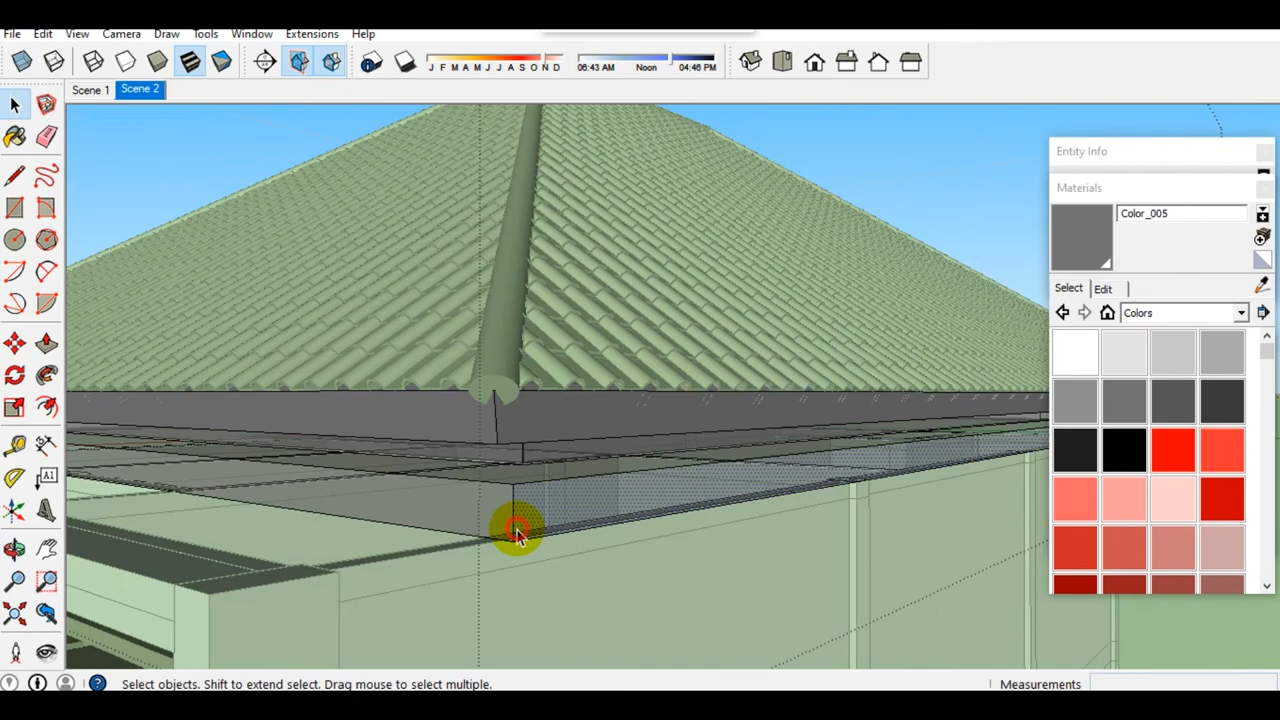 File Edit Camera Draw Tools Window Extensions Help
J F M A M J J A S O N D 06:43 AM Noon 04:46 PM
Scene 1 Scene 2
Entity Info
Materials
Color_005
Select Edit
Colors
A1
Select objects. Shift to extend select. Drag mouse to select multiple.
Measurements